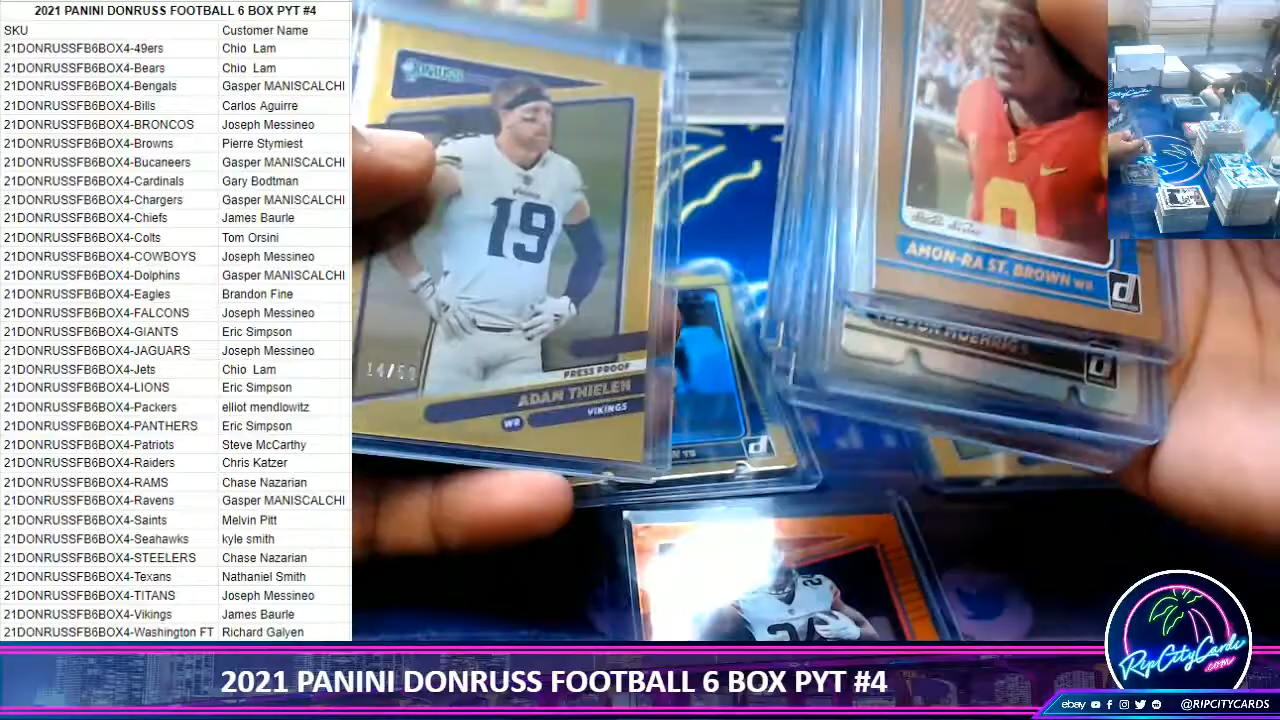 2021 PANINI DONRUSS FOOTBALL 6 BOX PYT #4
SKU Customer Name
21DONRUSSFB6BOX4-49ers Chio Lam
21DONRUSSFB6BOX4-Bears Chio Lam
21DONRUSSFB6BOX4-Bengals Gasper MANISCALCHI
21DONRUSSFB6BOX4-Bills Carlos Aguirre
21DONRUSSFB6BOX4-BRONCOS Joseph Messineo
21DONRUSSFB6BOX4-Browns Pierre Stymiest
21DONRUSSFB6BOX4-Bucaneers Gasper MANISCALCHI
21DONRUSSFB6BOX4-Cardinals Gary Bodtman
21DONRUSSFB6BOX4-Chargers Gasper MANISCALCHI
21DONRUSSFB6BOX4-Chiefs James Baurle
21DONRUSSFB6BOX4-Colts Tom Orsini
21DONRUSSFB6BOX4-COWBOYS Joseph Messineo
21DONRUSSFB6BOX4-Dolphins Gasper MANISCALCHI
21DONRUSSFB6BOX4-Eagles Brandon Fine
21DONRUSSFB6BOX4-FALCONS Joseph Messineo
21DONRUSSFB6BOX4-GIANTS Eric Simpson
21DONRUSSFB6BOX4-JAGUARS Joseph Messineo
21DONRUSSFB6BOX4-Jets Chio Lam
21DONRUSSFB6BOX4-LIONS Eric Simpson
21DONRUSSFB6BOX4-Packers elliot mendlowitz
21DONRUSSFB6BOX4-PANTHERS Eric Simpson
21DONRUSSFB6BOX4-Patriots Steve McCarthy
21DONRUSSFB6BOX4-Raiders Chris Katzer
21DONRUSSFB6BOX4-RAMS Chase Nazarian
21DONRUSSFB6BOX4-Ravens Gasper MANISCALCHI
21DONRUSSFB6BOX4-Saints Melvin Pitt
21DONRUSSFB6BOX4-Seahawks kyle smith
21DONRUSSFB6BOX4-STEELERS Chase Nazarian
21DONRUSSFB6BOX4-Texans Nathaniel Smith
21DONRUSSFB6BOX4-TITANS Joseph Messineo
21DONRUSSFB6BOX4-Vikings James Baurle
21DONRUSSFB6BOX4-Washington FT Richard Galyen
DONRUSS
19
PRESS PROOF
ADAM THIELEN
VIKINGS
WR
AMON-RA ST. BROWN WR
d
d
d
2021 PANINI DONRUSS FOOTBALL 6 BOX PYT #4
RipCityCards
.com
ebay @RIPCITYCARDS